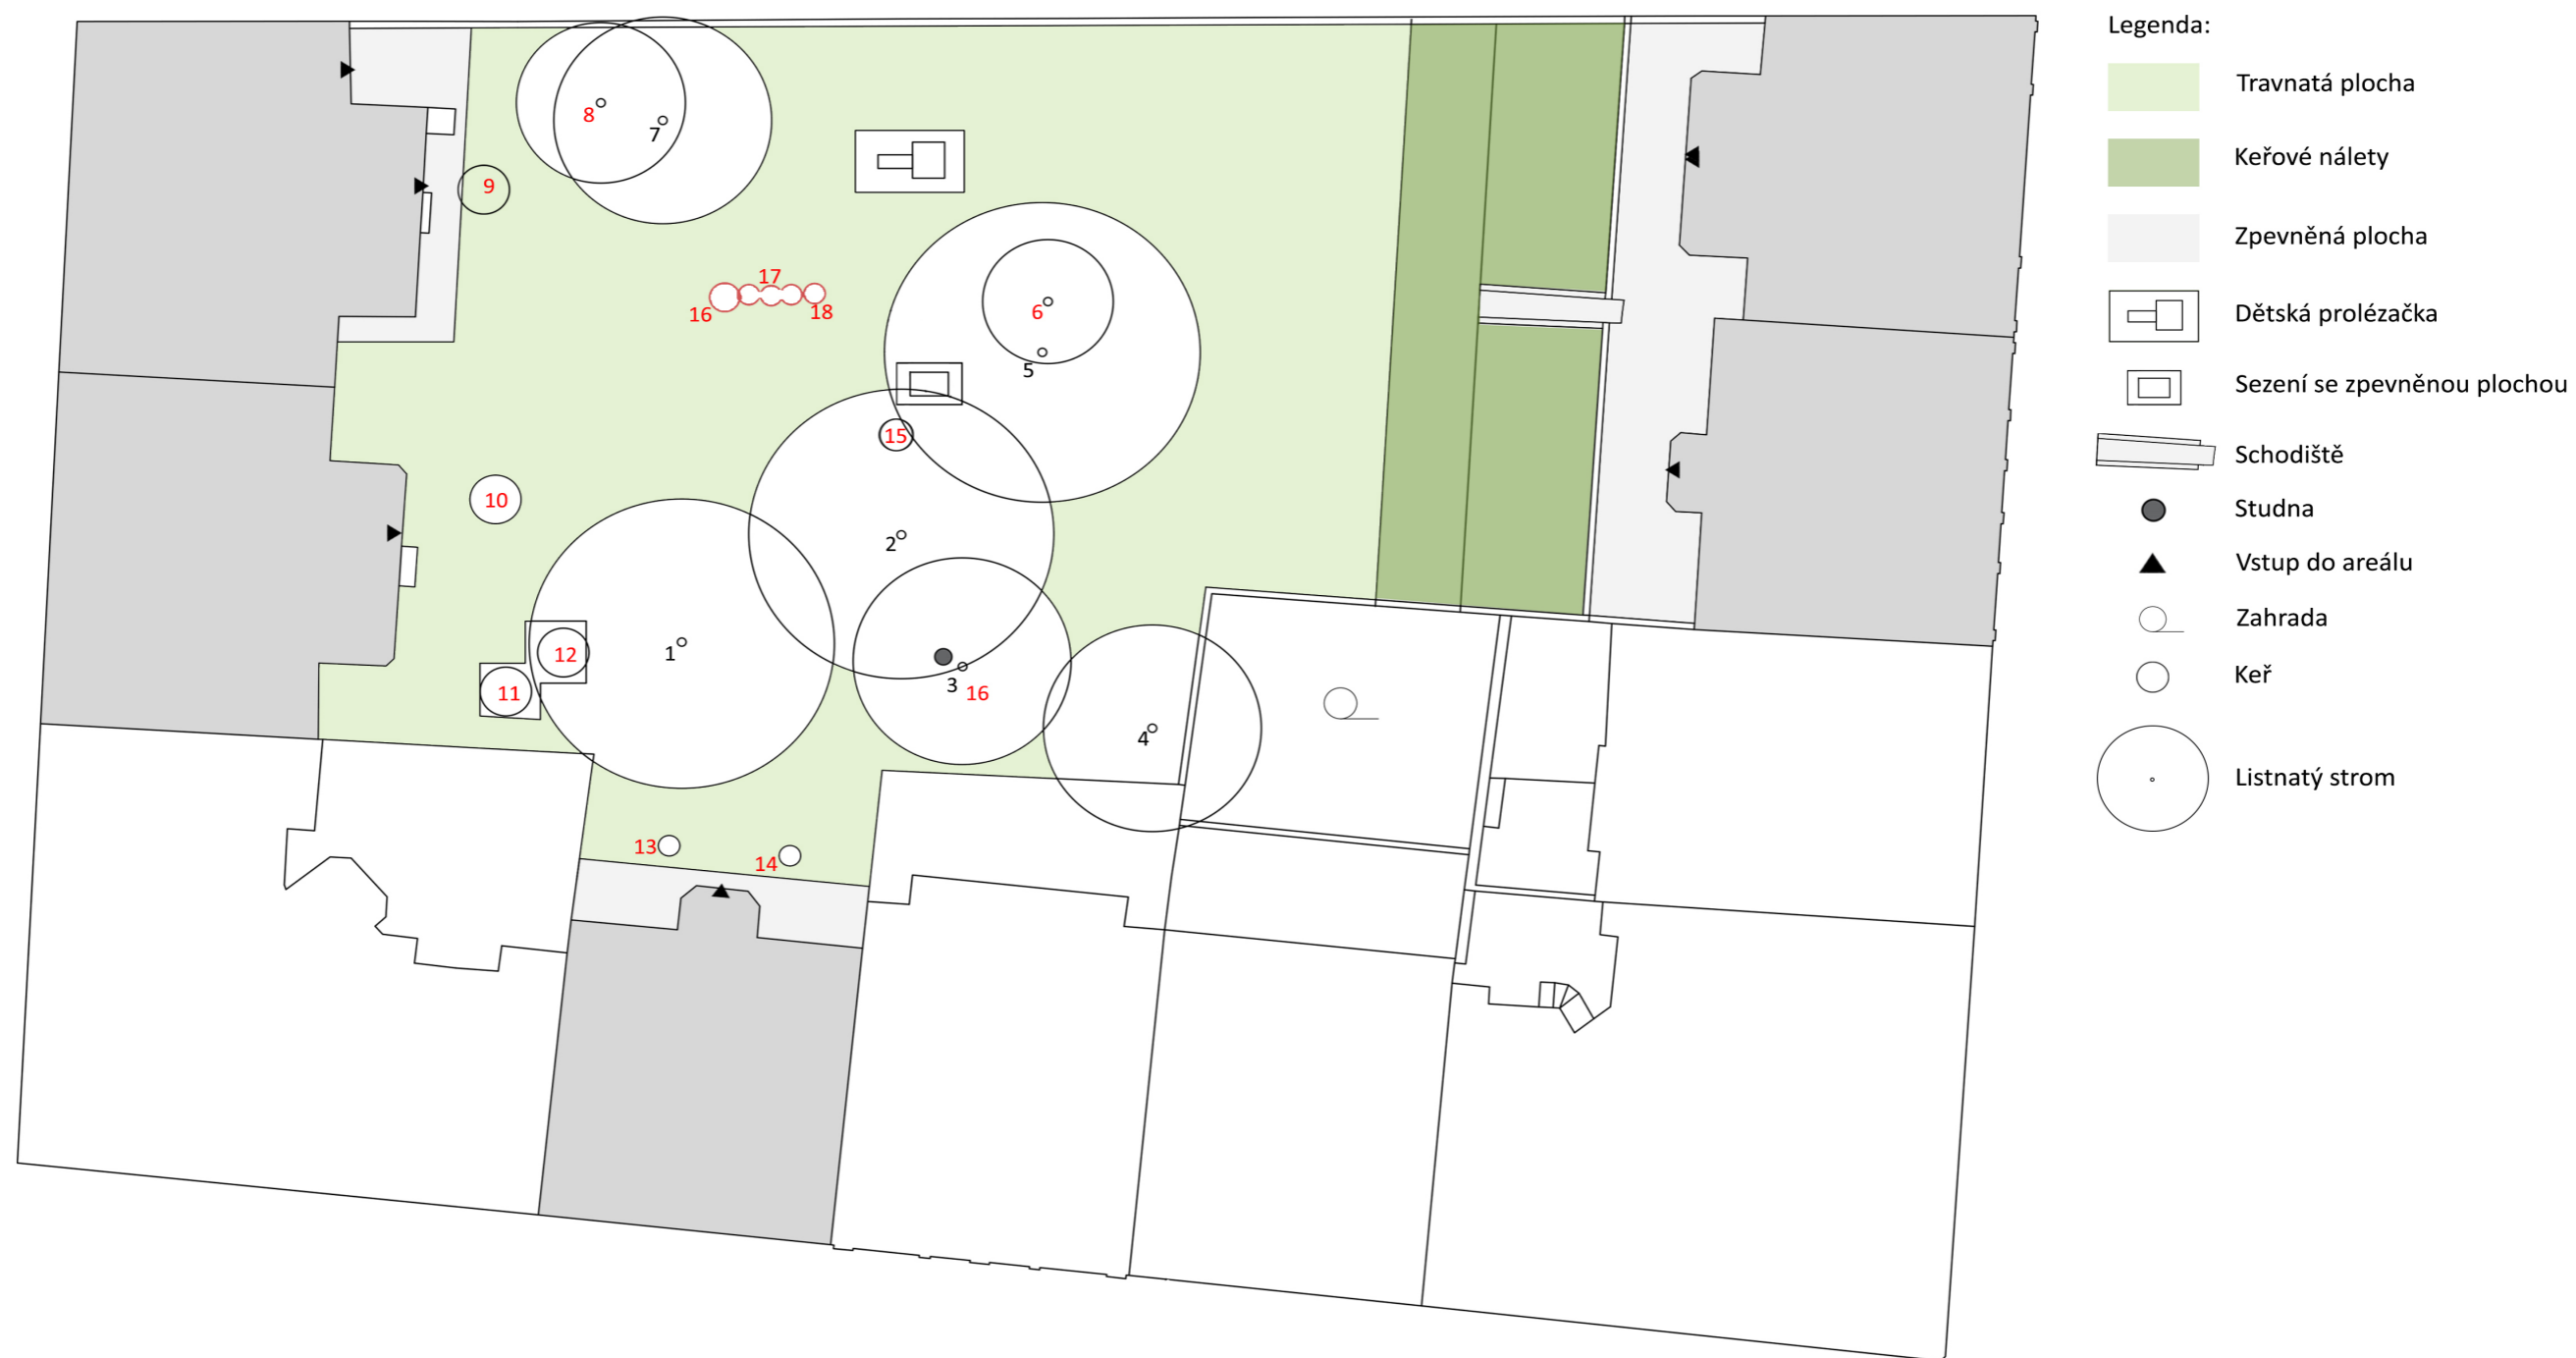 8
7
9
17
16
18
6
5
15
10
2
1
12
11
3
16
4
13
14
Legenda:
Travnatá plocha
Keřové nálety
Zpevněná plocha
Dětská prolézačka
Sezení se zpevněnou plochou
Schodiště
Studna
Vstup do areálu
Zahrada
Keř
Listnatý strom